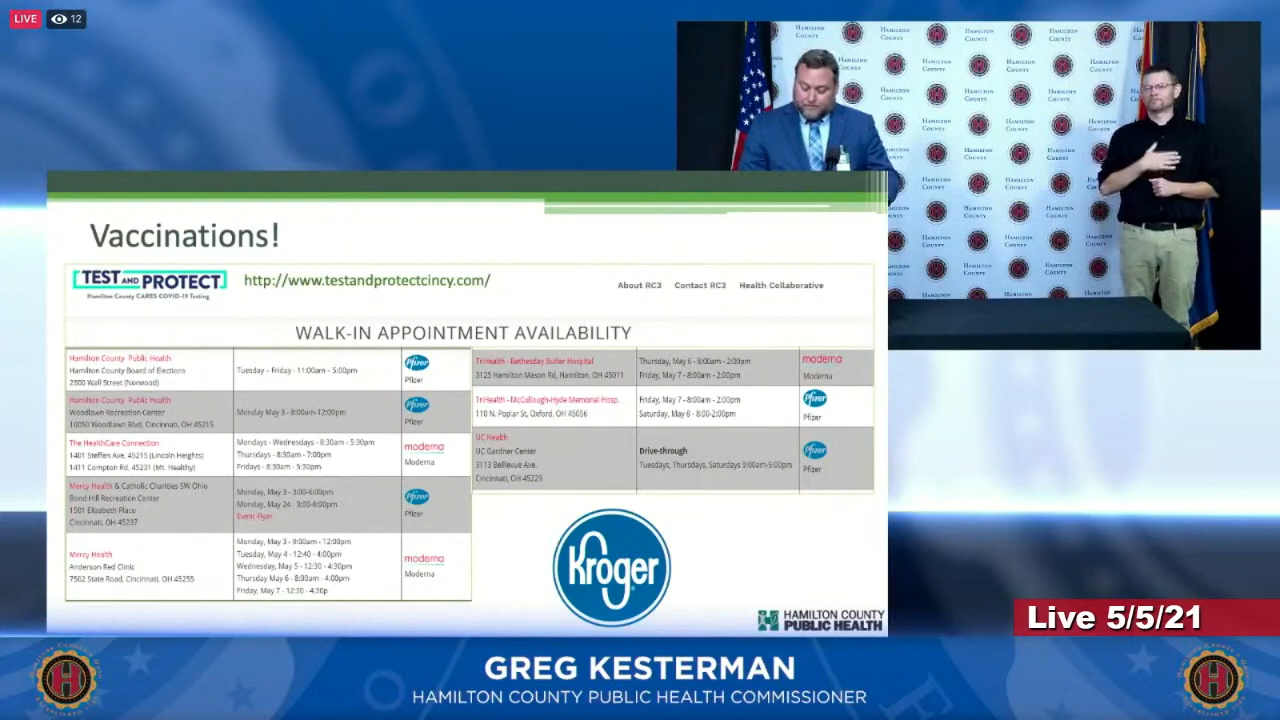 LIVE 12
HAMILTON COUNTY
Vaccinations!
TEST AND PROTECT
Hamilton County CARES COVID-19 Testing
http://www.testandprotectcincy.com/
About RC3 Contact RC3 Health Collaborative
WALK-IN APPOINTMENT AVAILABILITY
Hamilton County Public Health
Hamilton County Board of Elections
2300 Wall Street (Norwood)
Tuesday - Friday - 11:00am - 5:00pm
Pfizer
Pfizer
Hamilton County Public Health
Woodlawn Recreation Center
10050 Woodlawn Blvd, Cincinnati, OH 45215
Monday May 3 - 8:00am-12:00pm
Pfizer
Pfizer
The HealthCare Connection
1401 Steffen Ave, 45215 (Lincoln Heights)
1411 Compton Rd, 45231 (Mt. Healthy)
Mondays - Wednesdays - 8:30am - 5:30pm
Thursdays - 8:30am - 7:00pm
Fridays - 8:30am - 5:30pm
moderna
Moderna
Mercy Health & Catholic Charities SW Ohio
Bond Hill Recreation Center
1501 Elizabeth Place
Cincinnati, OH 45237
Monday, May 3 - 3:00-6:00pm
Monday, May 24 - 3:00-6:00pm
Event Flyer
Pfizer
Pfizer
Mercy Health
Anderson Red Clinic
7502 State Road, Cincinnati, OH 45255
Monday, May 3 - 9:00am - 12:00pm
Tuesday, May 4 - 12:40 - 4:00pm
Wednesday, May 5 - 12:30 - 4:30pm
Thursday May 6 - 8:00am - 4:00pm
Friday, May 7 - 12:30 - 4:30p
moderna
Moderna
TriHealth - Bethesday Butler Hospital
3125 Hamilton Mason Rd, Hamilton, OH 45011
Thursday, May 6 - 8:00am - 2:00pm
Friday, May 7 - 8:00am - 2:00pm
moderna
Moderna
TriHealth - McCullough-Hyde Memorial Hosp.
110 N. Poplar St, Oxford, OH 45056
Friday, May 7 - 8:00am - 2:00pm
Saturday, May 8 - 8:00-2:00pm
Pfizer
Pfizer
UC Health
UC Gardner Center
3113 Bellevue Ave.
Cincinnati, OH 45229
Drive-through
Tuesdays, Thursdays, Saturdays 9:00am-5:00pm
Pfizer
Pfizer
Kroger
HAMILTON COUNTY
PUBLIC HEALTH
Live 5/5/21
GREG KESTERMAN
HAMILTON COUNTY PUBLIC HEALTH COMMISSIONER